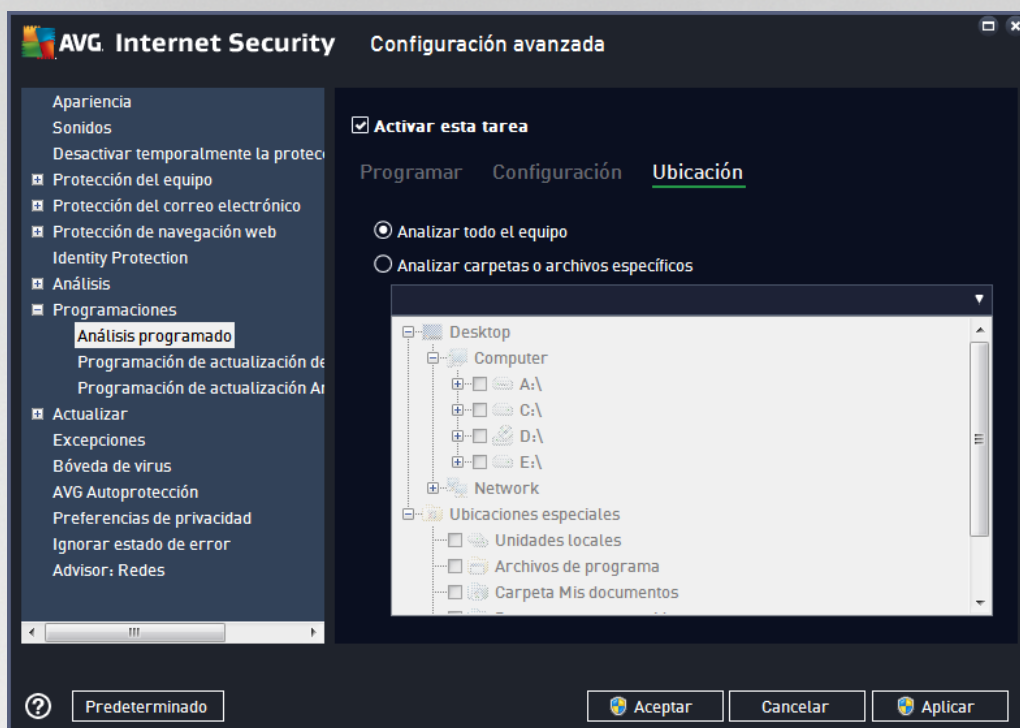 AVG. Internet Security
Configuración avanzada
Apariencia
Sonidos
Desactivar temporalmente la protec
Protección del equipo
Protección del correo electrónico
Protección de navegación web
Identity Protection
Análisis
Programaciones
Análisis programado
Programación de actualización de
Programación de actualización A
Actualizar
Excepciones
Bóveda de virus
AVG Autoprotección
Preferencias de privacidad
Ignorar estado de error
Advisor: Redes
Activar esta tarea
Programar Configuración Ubicación
Analizar todo el equipo
Analizar carpetas o archivos específicos
Desktop
Computer
A:\
C:\
D:\
E:\
Network
Ubicaciones especiales
Unidades locales
Archivos de programa
Carpeta Mis documentos
Predeterminado
Aceptar
Cancelar
Aplicar